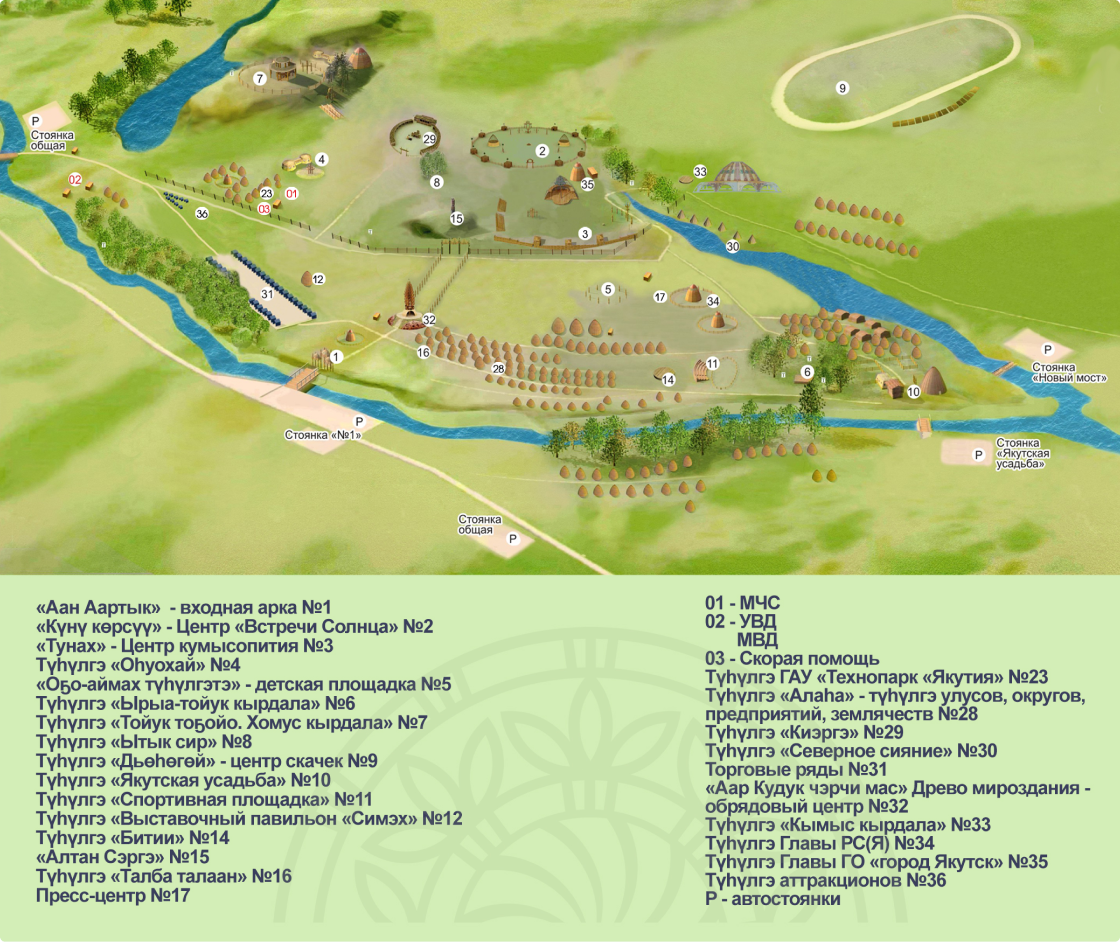 7
9
P
Стоянка
общая
29
2
4
33
02
8
35
23
01
03
36
15
3
30
12
31
5
17
34
32
1
16
28
11
14
6
10
P
Стоянка
«Новый мост»
P
Стоянка «№1»
P
Стоянка
«Якутская
усадьба»
Стоянка
общая
P
«Аан Аартык» - входная арка №1
«Күнү көрсүү» - Центр «Встречи Солнца» №2
«Тунах» - Центр кумысопития №3
Түһүлгэ «Оһуохай» №4
«Оҕо-аймах түһүлгэтэ» - детская площадка №5
Түһүлгэ «Ырыа-тойук кырдала» №6
Түһүлгэ «Тойук тоҕойо. Хомус кырдала» №7
Түһүлгэ «Ытык сир» №8
Түһүлгэ «Дьөһөгөй» - центр скачек №9
Түһүлгэ «Якутская усадьба» №10
Түһүлгэ «Спортивная площадка» №11
Түһүлгэ «Выставочный павильон «Симэх» №12
Түһүлгэ «Битии» №14
«Алтан Сэргэ» №15
Түһүлгэ «Талба талаан» №16
Пресс-центр №17
01 - МЧС
02 - УВД
МВД
03 - Скорая помощь
Түһүлгэ ГАУ «Технопарк «Якутия» №23
Түһүлгэ «Алаһа» - түһүлгэ улусов, округов,
предприятий, землячеств №28
Түһүлгэ «Киэргэ» №29
Түһүлгэ «Северное сияние» №30
Торговые ряды №31
«Аар Кудук чэрчи мас» Древо мироздания -
обрядовый центр №32
Түһүлгэ «Кымыс кырдала» №33
Түһүлгэ Главы РС(Я) №34
Түһүлгэ Главы ГО «город Якутск» №35
Түһүлгэ аттракционов №36
Р - автостоянки